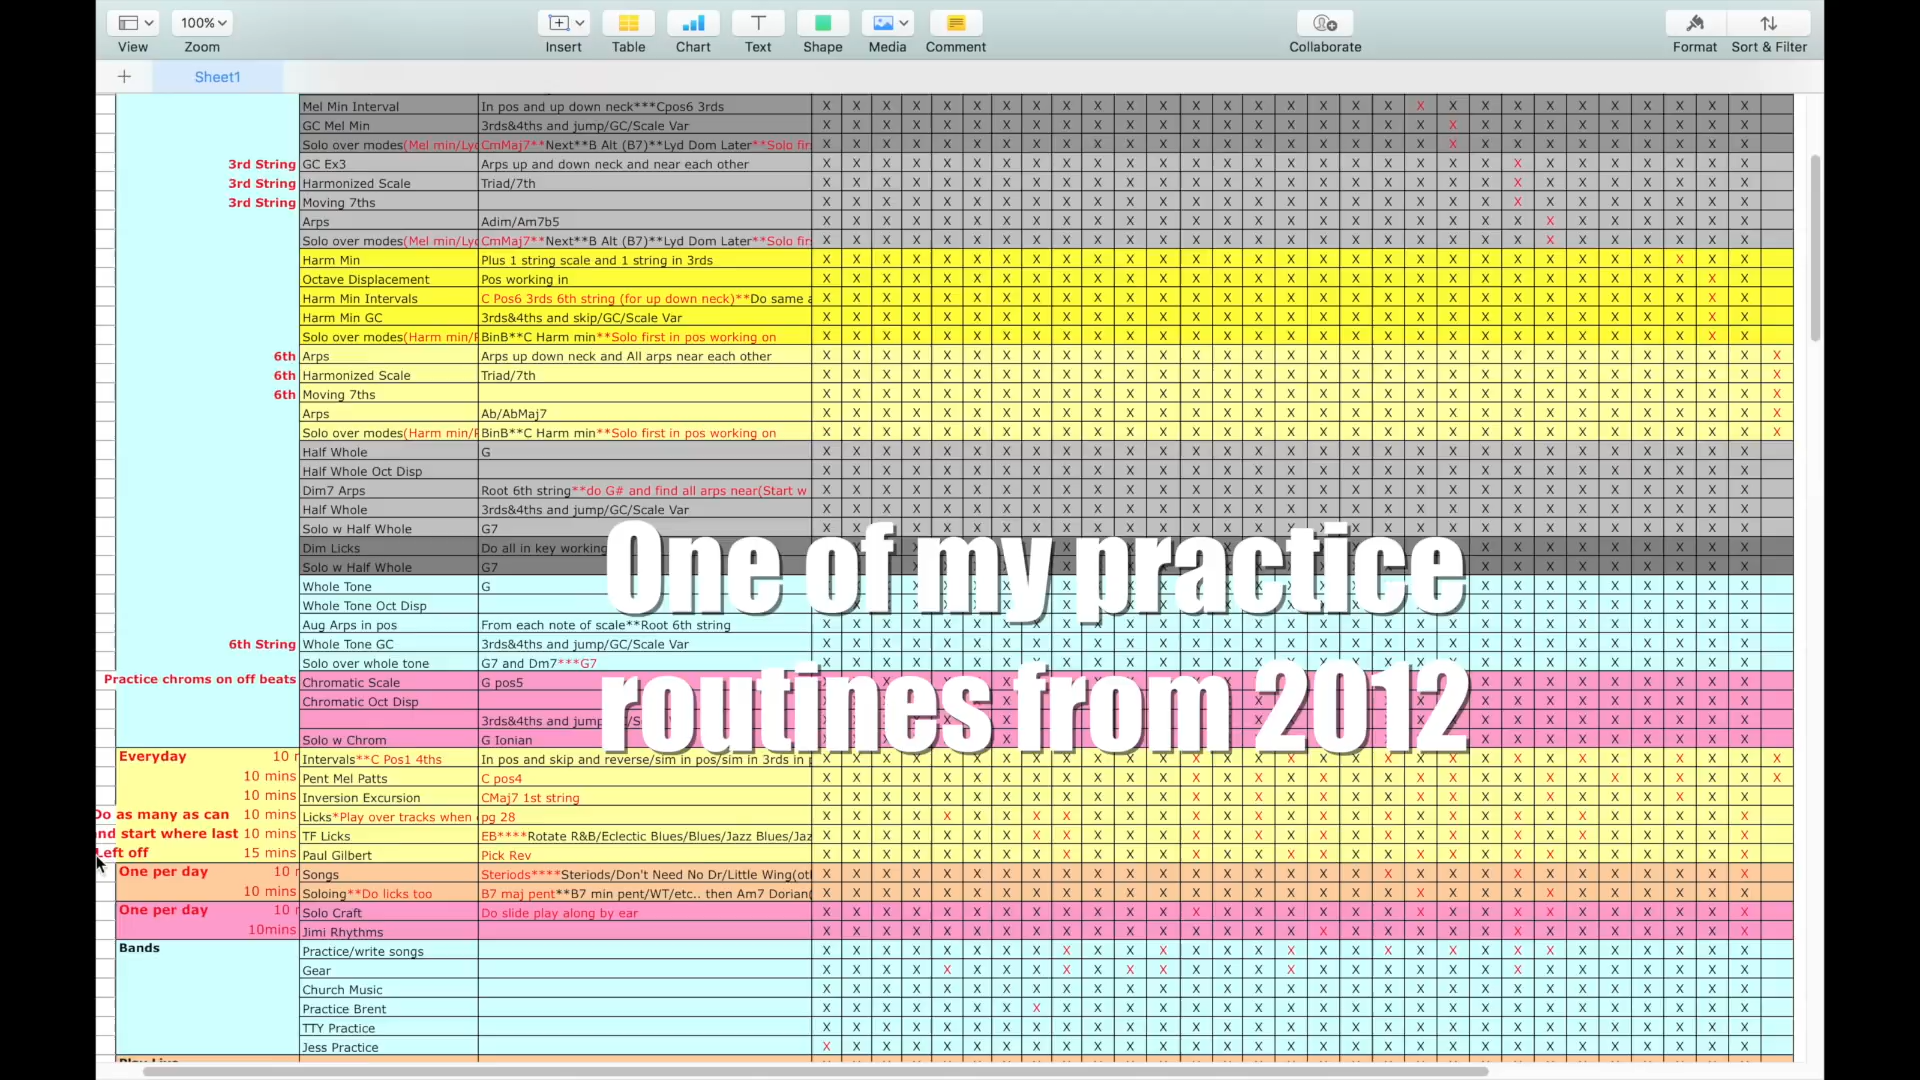 View
100%
Zoom
Insert
Table
Chart
Text
Shape
Media
Comment
Collaborate
Format
Sort & Filter
Sheet1
Mel Min Interval In pos and up down neck***Cpos6 3rds
GC Mel Min 3rds&4ths and jump/GC/Scale Var
Solo over modes(Mel min/Lyd CmMaj7**Next**B Alt (B7)**Lyd Dom Later**Solo fir
3rd String GC Ex3 Arps up and down neck and near each other
3rd String Harmonized Scale Triad/7th
3rd String Moving 7ths
Arps Adim/Am7b5
Solo over modes(Mel min/Lyd CmMaj7**Next**B Alt (B7)**Lyd Dom Later**Solo fir
Harm Min Plus 1 string scale and 1 string in 3rds
Octave Displacement Pos working in
Harm Min Intervals C Pos6 3rds 6th string (for up down neck)**Do same a
Harm Min GC 3rds&4ths and skip/GC/Scale Var
Solo over modes(Harm min/ BinB**C Harm min**Solo first in pos working on
6th Arps Arps up down neck and All arps near each other
6th Harmonized Scale Triad/7th
6th Moving 7ths
Arps Ab/AbMaj7
Solo over modes(Harm min/ BinB**C Harm min**Solo first in pos working on
Half Whole G
Half Whole Oct Disp
Dim7 Arps Root 6th string**do G# and find all arps near(Start w
Half Whole 3rds&4ths and jump/GC/Scale Var
Solo w Half Whole G7
Dim Licks Do all in key working
Solo w Half Whole G7
Whole Tone G
Whole Tone Oct Disp
Aug Arps in pos From each note of scale**Root 6th string
6th String Whole Tone GC 3rds&4ths and jump/GC/Scale Var
Solo over whole tone G7 and Dm7***G7
Practice chroms on off beats Chromatic Scale G pos5
Chromatic Oct Disp
3rds&4ths and jump
Solo w Chrom G Ionian
One of my practice
routines from 2012
Everyday 10 Intervals**C Pos1 4ths In pos and skip and reverse/sim in pos/sim in 3rds in
10 mins Pent Mel Patts C pos4
10 mins Inversion Excursion CMaj7 1st string
Do as many as can 10 mins Licks*Play over tracks when pg 28
and start where last 10 mins TF Licks EB****Rotate R&B/Eclectic Blues/Blues/Jazz Blues/Jaz
Left off 15 mins Paul Gilbert Pick Rev
One per day 10 Songs Steriods****Steriods/Don't Need No Dr/Little Wing(ot
10 mins Soloing**Do licks too B7 maj pent**B7 min pent/WT/etc.. then Am7 Dorian(
One per day 10 Solo Craft Do slide play along by ear
10mins Jimi Rhythms
Bands Practice/write songs
Gear
Church Music
Practice Brent
TTY Practice
Jess Practice